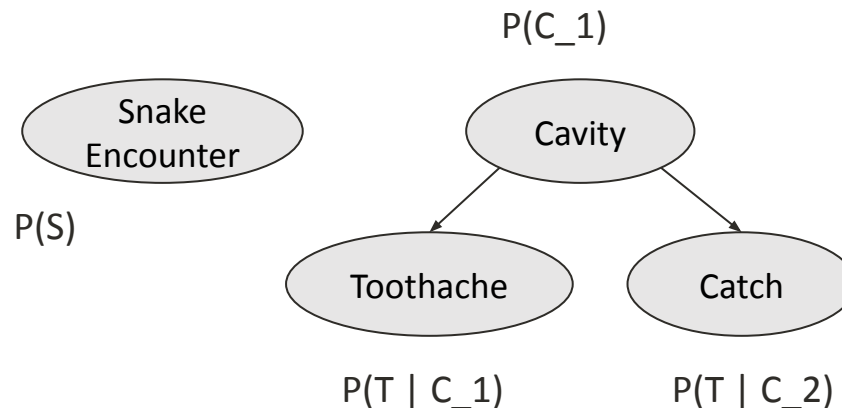 P(C_1)
Snake
Encounter
Cavity
P(S)
Toothache
Catch
P(T | C_1)
P(T | C_2)